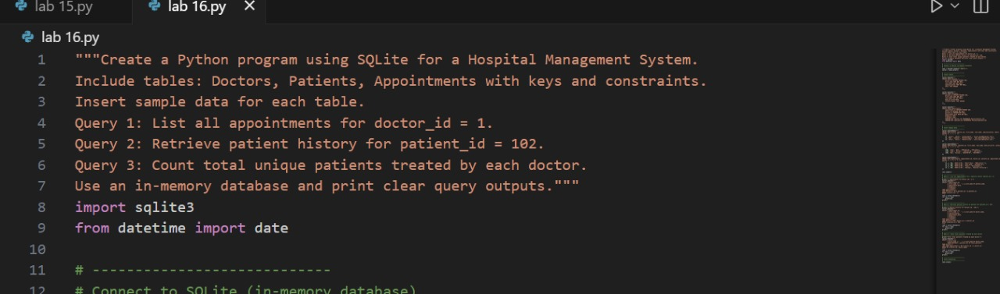 lab 15.py lab 16.py
lab 16.py
1 """Create a Python program using SQLite for a Hospital Management System.
2 Include tables: Doctors, Patients, Appointments with keys and constraints.
3 Insert sample data for each table.
4 Query 1: List all appointments for doctor_id = 1.
5 Query 2: Retrieve patient history for patient_id = 102.
6 Query 3: Count total unique patients treated by each doctor.
7 Use an in-memory database and print clear query outputs."""
8 import sqlite3
9 from datetime import date
10
11 # ----------------------------
12 # Connect to SQLite (in-memory database)